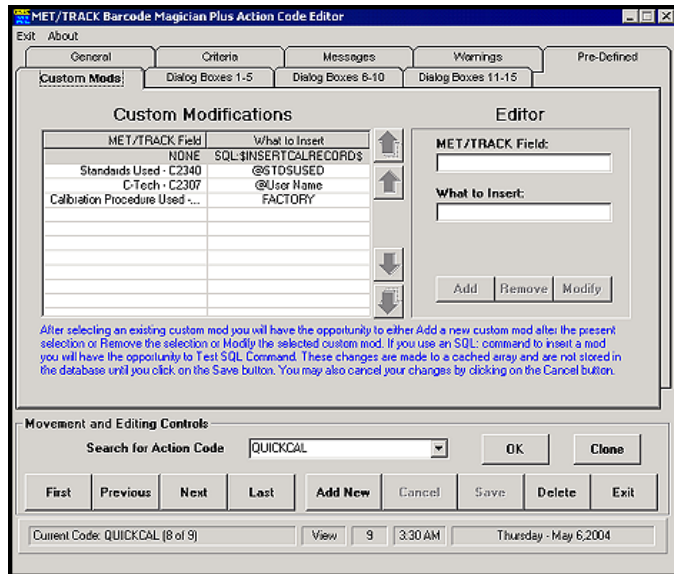 MET/TRACK Barcode Magician Plus Action Code Editor
Exit About
General Criteria Messages Warnings Pre-Defined
Custom Mods Dialog Boxes 1-5 Dialog Boxes 6-10 Dialog Boxes 11-15
Custom Modifications
MET/TRACK Field What to Insert
NONE SQL:$INSERTCALRECORD$
Standards Used - C2340 @STDSUSED
C-Tech - C2307 @User Name
Calibration Procedure Used -... FACTORY
Editor
MET/TRACK Field:
What to Insert:
Add Remove Modify
After selecting an existing custom mod you will have the opportunity to either Add a new custom mod after the present
selection or Remove the selection or Modify the selected custom mod. If you use an SQL: command to insert a mod
you will have the opportunity to Test SQL Command. These changes are made to a cached array and are not stored in
the database until you click on the Save button. You may also cancel your changes by clicking on the Cancel button.
Movement and Editing Controls
Search for Action Code QUICKCAL OK Clone
First Previous Next Last Add New Cancel Save Delete Exit
Current Code: QUICKCAL (8 of 9) View 9 3:30 AM Thursday - May 6,2004